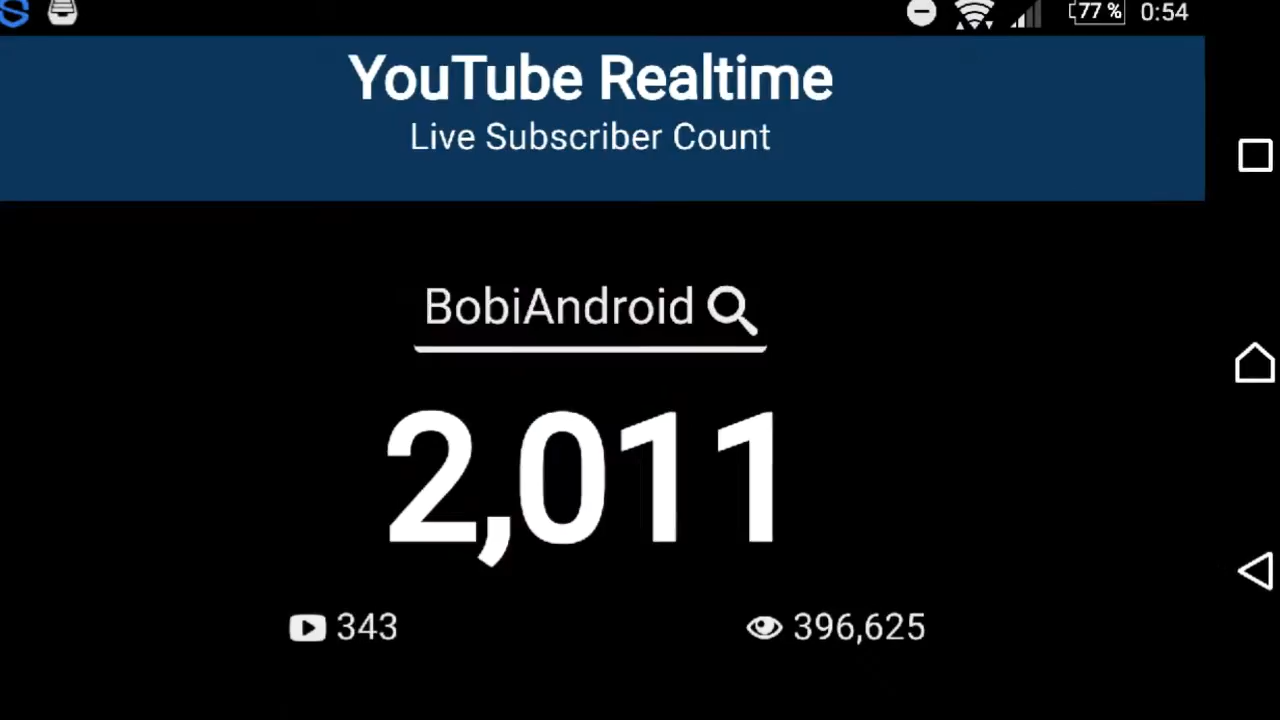 77 % 0:54
YouTube Realtime
Live Subscriber Count
BobiAndroid
2,011
343 396,625